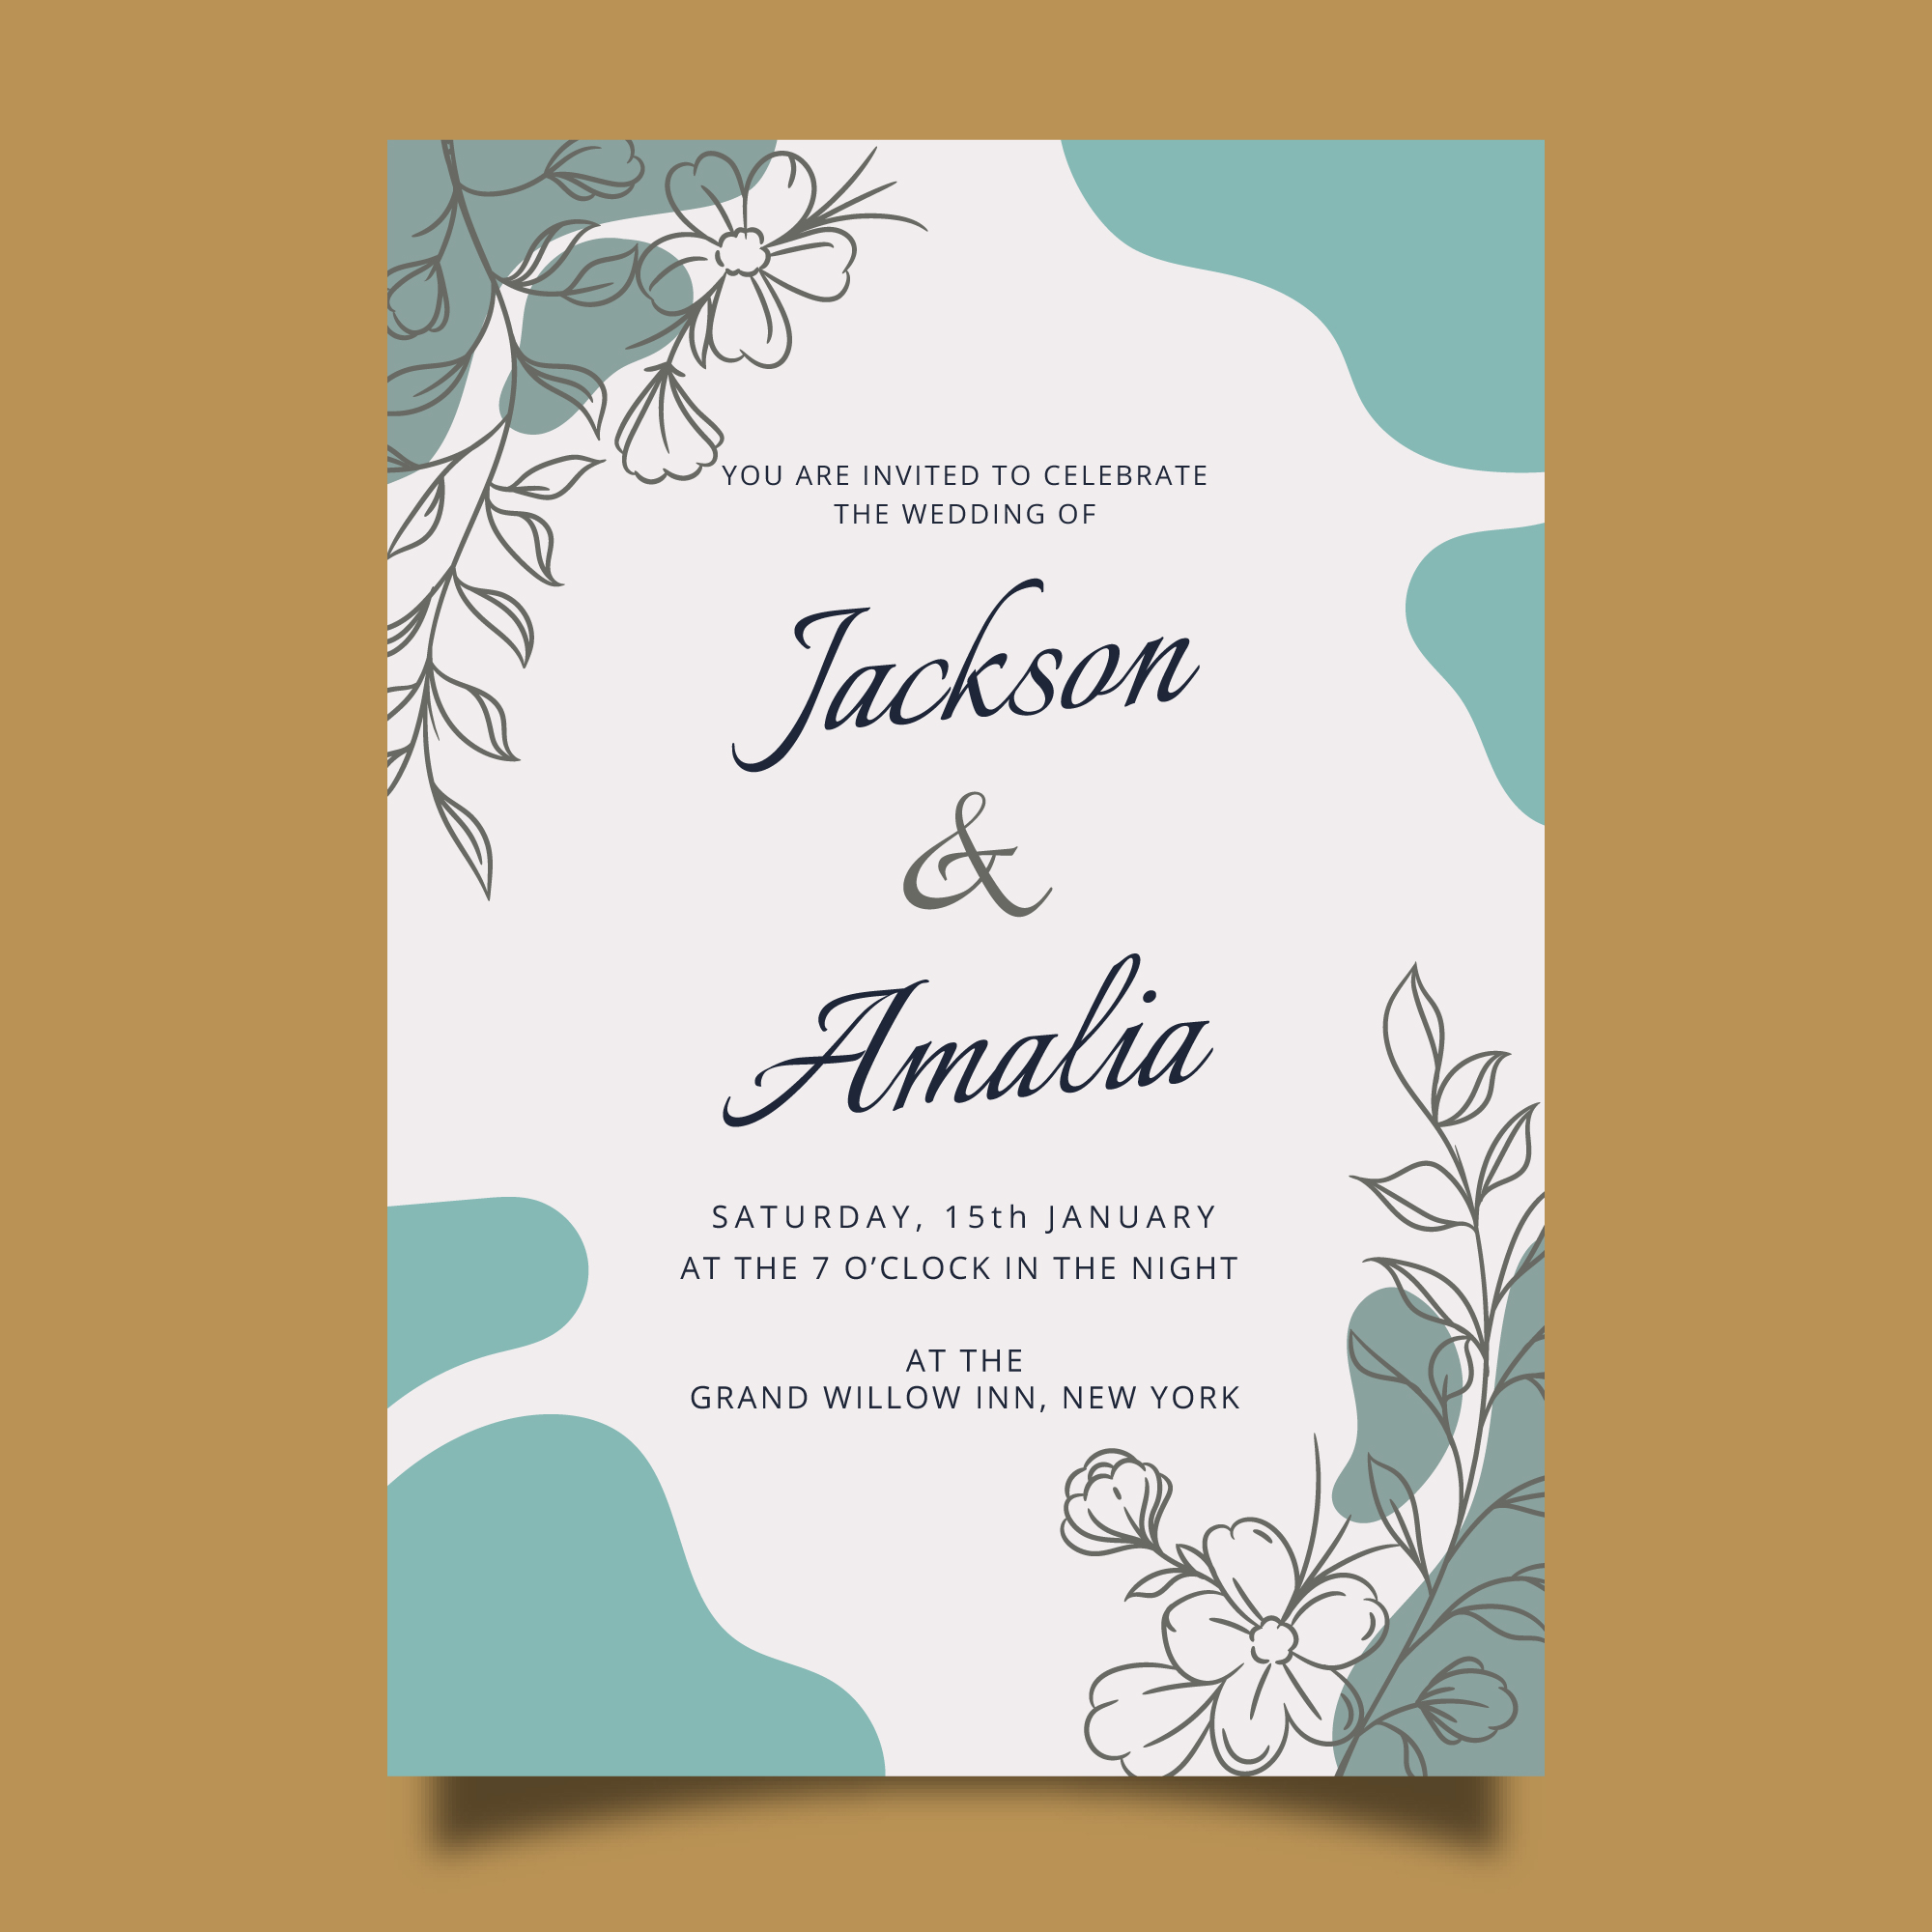 YOU ARE INVITED TO CELEBRATE
THE WEDDING OF
Jackson
&
Amalia
SATURDAY, 15th JANUARY
AT THE 7 O’CLOCK IN THE NIGHT
AT THE
GRAND WILLOW INN, NEW YORK